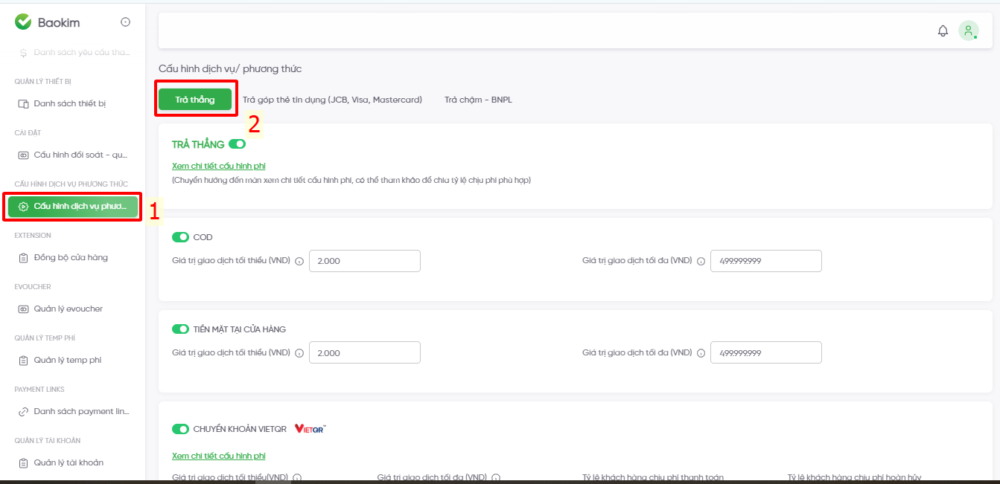 Baokim
Danh sách yêu cầu tha...
QUẢN LÝ THIẾT BỊ
Danh sách thiết bị
CÀI ĐẶT
Cấu hình đối soát - qu...
CẤU HÌNH DỊCH VỤ PHƯƠNG THỨC
Cấu hình dịch vụ phươ...
1
EXTENSION
Đồng bộ cửa hàng
EVOUCHER
Quản lý evoucher
QUẢN LÝ TEMP PHÍ
Quản lý temp phí
PAYMENT LINKS
Danh sách payment lin...
QUẢN LÝ TÀI KHOẢN
Quản lý tài khoản
Cấu hình dịch vụ/ phương thức
Trả thẳng Trả góp thẻ tín dụng (JCB, Visa, Mastercard) Trả chậm - BNPL
2
TRẢ THẲNG
Xem chi tiết cấu hình phí
(Chuyển hướng đến màn xem chi tiết cấu hình phí, có thể tham khảo để chia tỷ lệ chịu phí phù hợp)
COD
Giá trị giao dịch tối thiểu (VND) 2.000 Giá trị giao dịch tối đa (VND) 499.999.999
TIỀN MẶT TẠI CỬA HÀNG
Giá trị giao dịch tối thiểu (VND) 2.000 Giá trị giao dịch tối đa (VND) 499.999.999
CHUYỂN KHOẢN VIETQR VIETQR™
Xem chi tiết cấu hình phí
Giá trị giao dịch tối thiểu(VND) Giá trị giao dịch tối đa (VND) Tỷ lệ khách hàng chịu phí thanh toán Tỷ lệ khách hàng chịu phí hoàn hủy